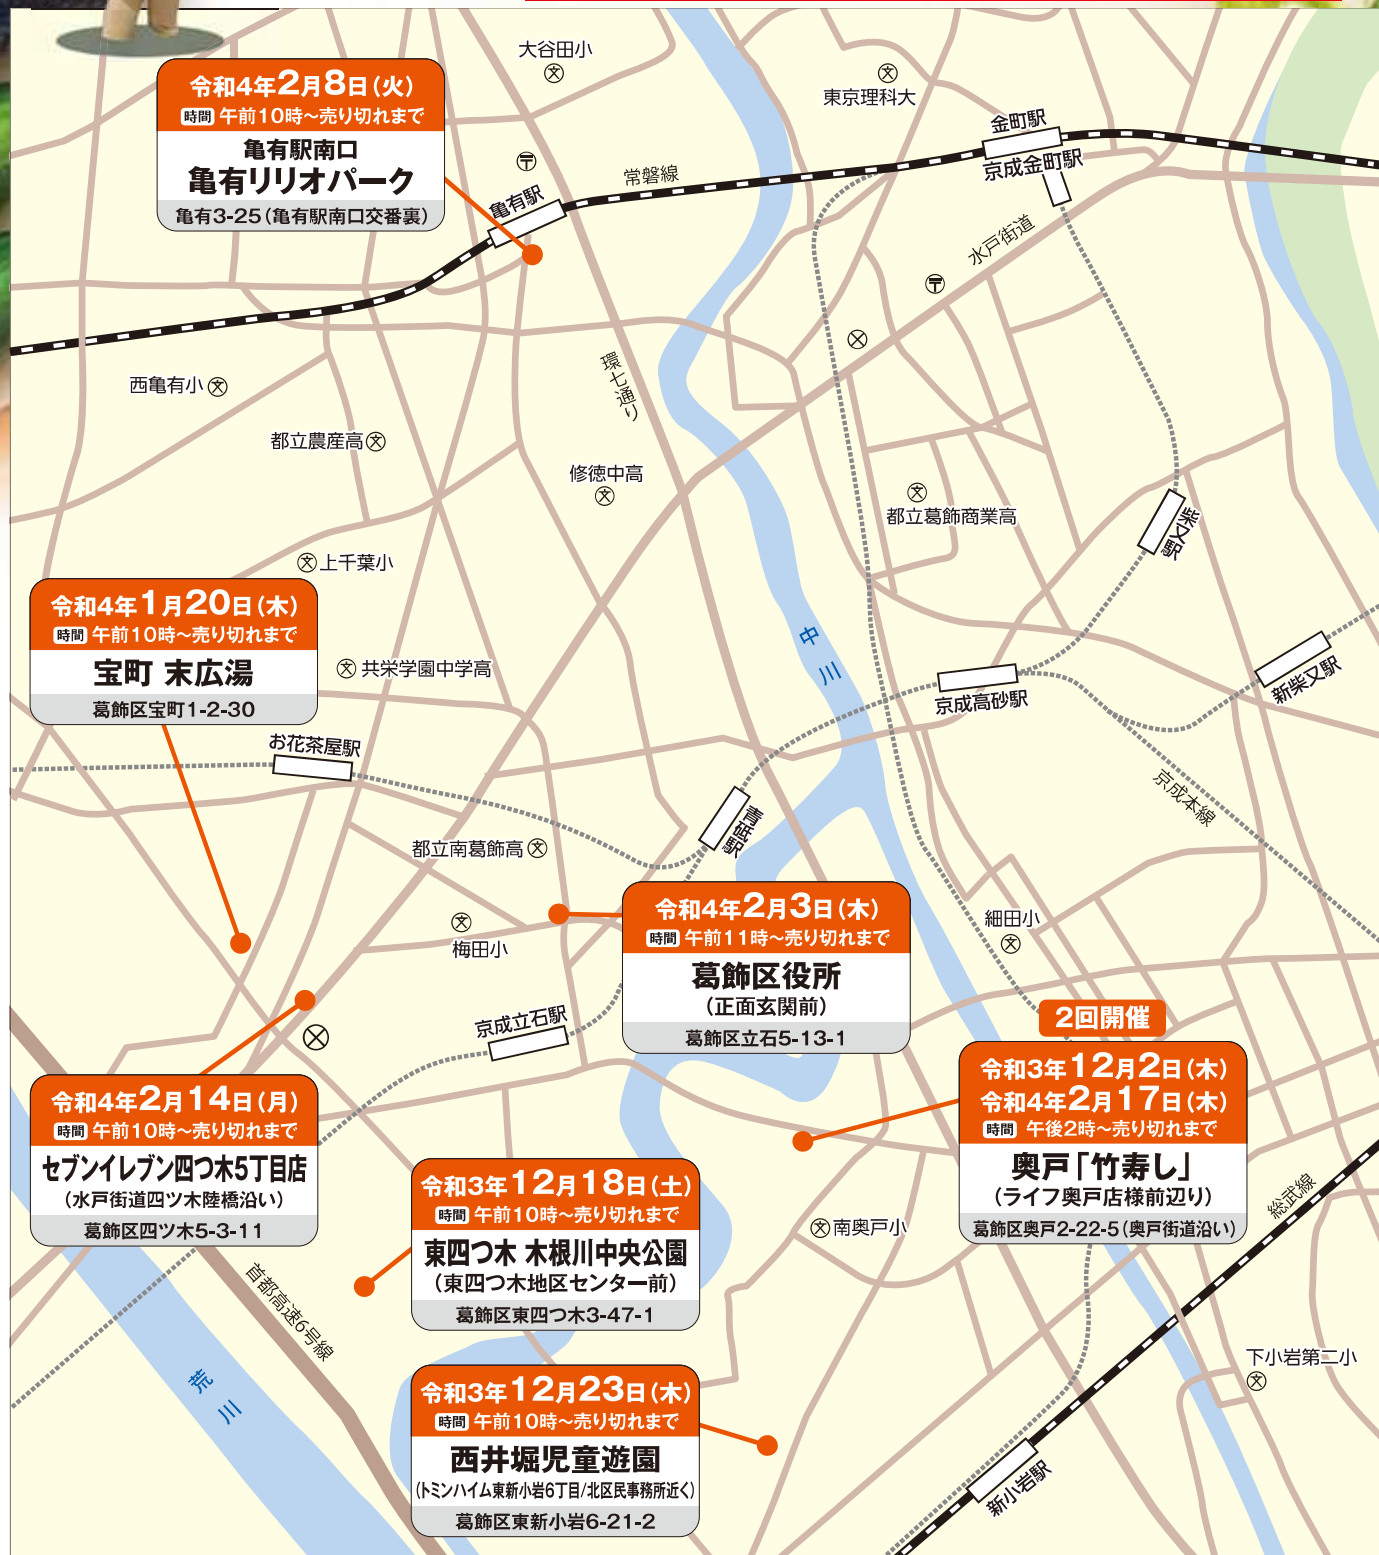 大谷田小
東京理科大
令和4年2月8日(火)
時間 午前10時～売り切れまで
亀有駅南口
亀有リリオパーク
亀有3-25(亀有駅南口交番裏)
金町駅
京成金町駅
常磐線
亀有駅
水戸街道
環七通り
西亀有小
都立農産高
修徳中高
都立葛飾商業高
柴又駅
上千葉小
令和4年1月20日(木)
時間 午前10時～売り切れまで
宝町 末広湯
葛飾区宝町1-2-30
共栄学園中学高
中川
新柴又駅
京成高砂駅
お花茶屋駅
京成本線
青砥駅
都立南葛飾高
梅田小
令和4年2月3日(木)
時間 午前11時～売り切れまで
葛飾区役所
(正面玄関前)
葛飾区立石5-13-1
細田小
京成立石駅
2回開催
令和3年12月2日(木)
令和4年2月17日(木)
時間 午後2時～売り切れまで
奥戸「竹寿し」
(ライフ奥戸店様前辺り)
葛飾区奥戸2-22-5(奥戸街道沿い)
令和4年2月14日(月)
時間 午前10時～売り切れまで
セブンイレブン四つ木5丁目店
(水戸街道四ツ木陸橋沿い)
葛飾区四ツ木5-3-11
令和3年12月18日(土)
時間 午前10時～売り切れまで
東四つ木 木根川中央公園
(東四つ木地区センター前)
葛飾区東四つ木3-47-1
南奥戸小
総武線
首都高速6号線
荒川
下小岩第二小
令和3年12月23日(木)
時間 午前10時～売り切れまで
西井堀児童遊園
(トミンハイム東新小岩6丁目/北区民事務所近く)
葛飾区東新小岩6-21-2
新小岩駅